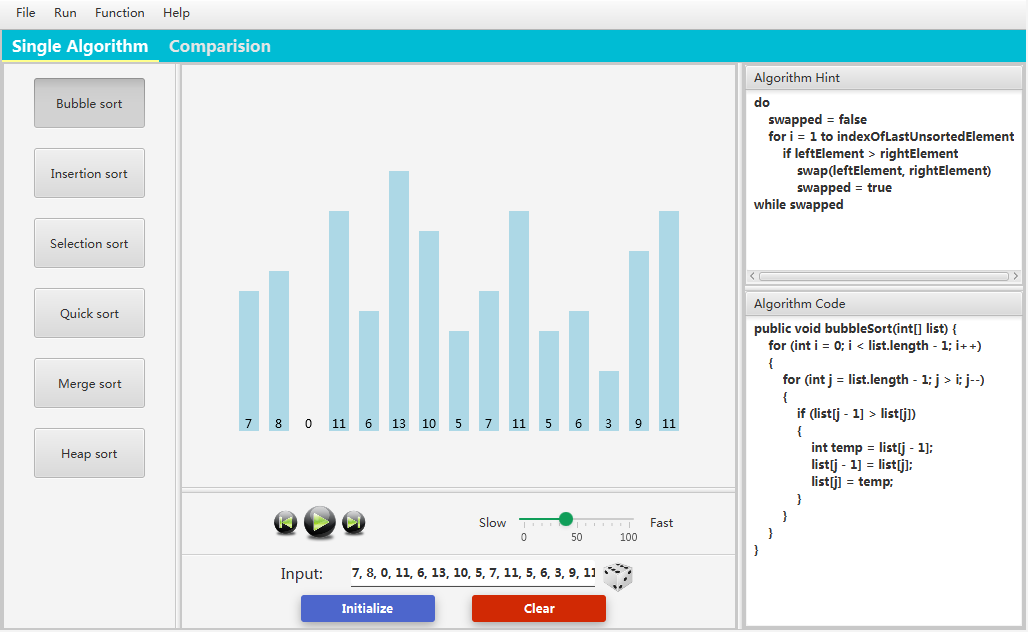 File Run Function Help
Single Algorithm Comparision
Bubble sort
Insertion sort
Selection sort
Quick sort
Merge sort
Heap sort
7 8 0 11 6 13 10 5 7 11 5 6 3 9 11
Slow Fast
0 50 100
Input: 7, 8, 0, 11, 6, 13, 10, 5, 7, 11, 5, 6, 3, 9, 11
Initialize Clear
Algorithm Hint
do
swapped = false
for i = 1 to indexOfLastUnsortedElement
if leftElement > rightElement
swap(leftElement, rightElement)
swapped = true
while swapped
Algorithm Code
public void bubbleSort(int[] list) {
for (int i = 0; i < list.length - 1; i++)
{
for (int j = list.length - 1; j > i; j--)
{
if (list[j - 1] > list[j])
{
int temp = list[j - 1];
list[j - 1] = list[j];
list[j] = temp;
}
}
}
}